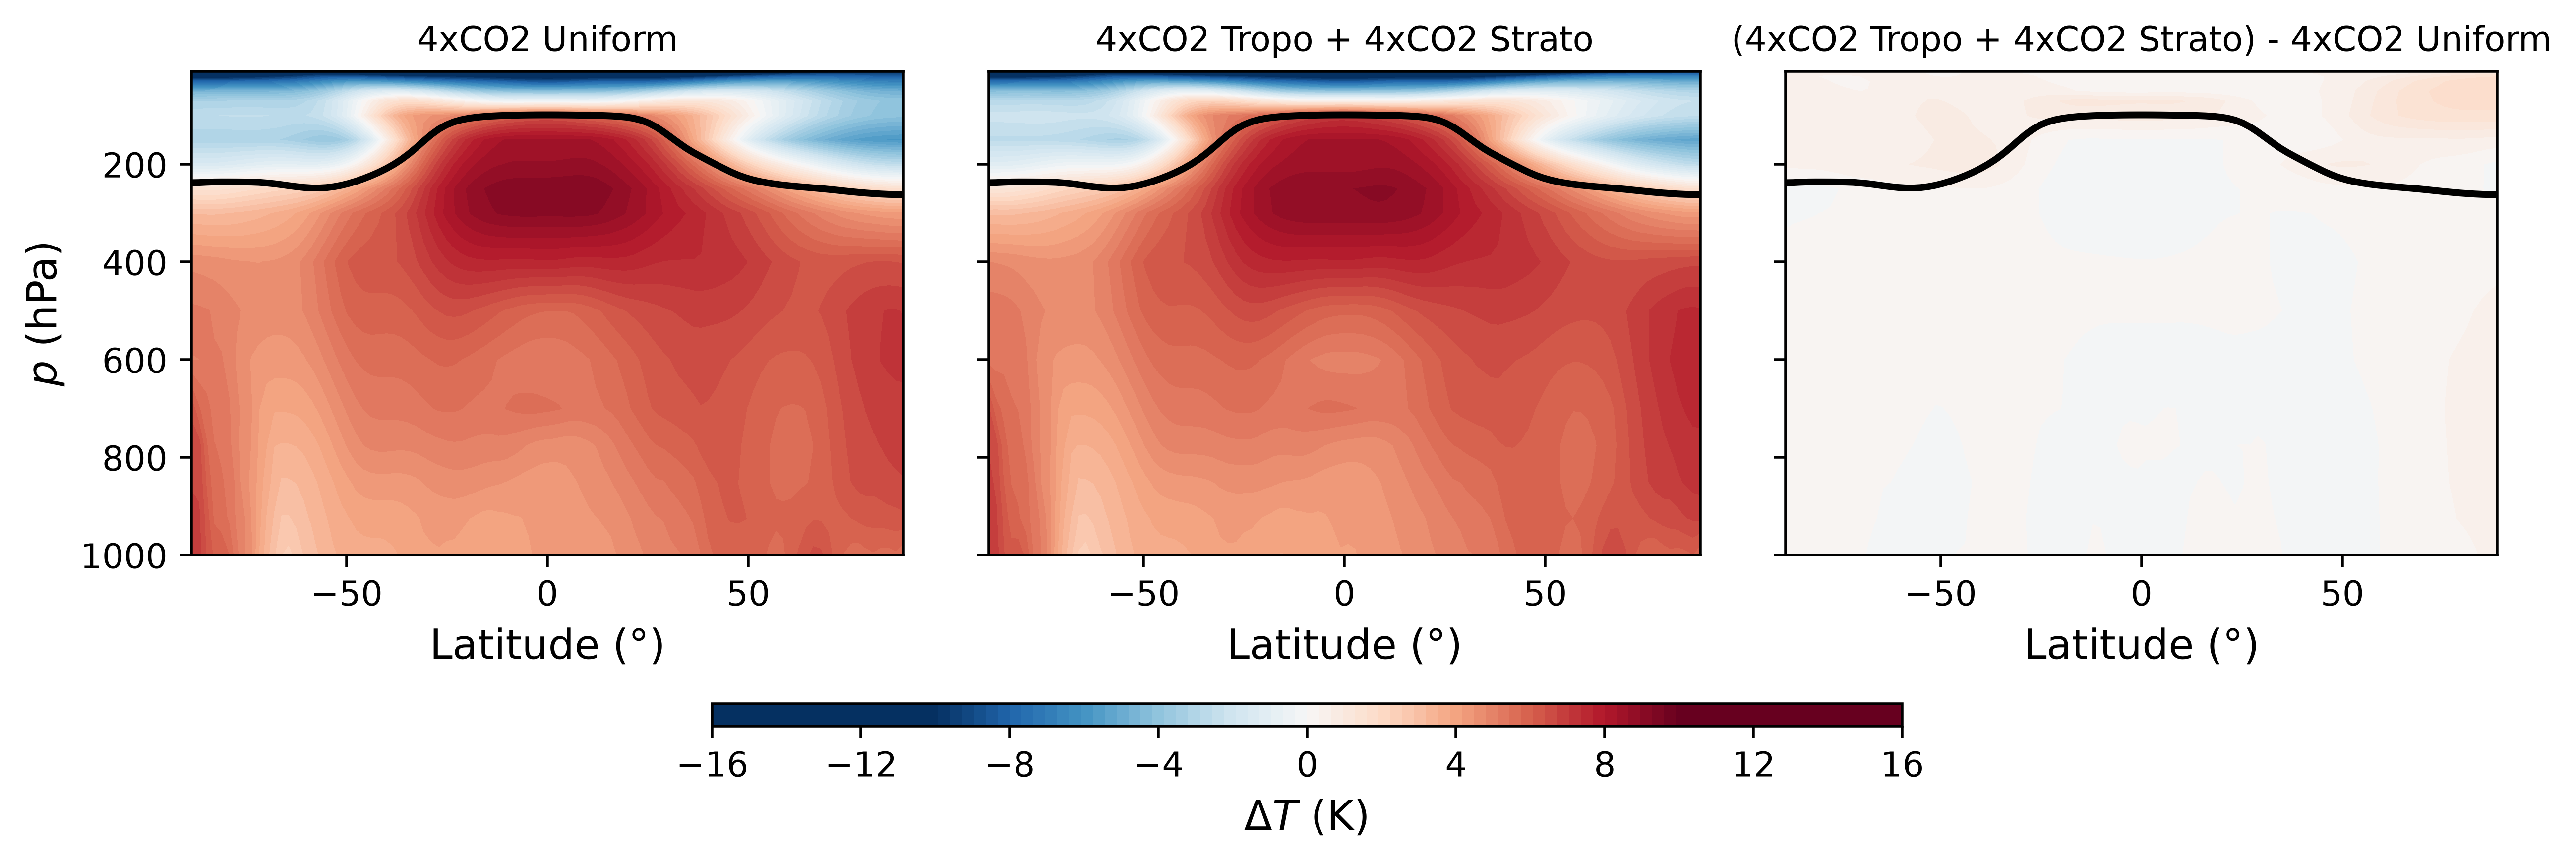 4xCO2 Uniform
4xCO2 Tropo + 4xCO2 Strato
(4xCO2 Tropo + 4xCO2 Strato) - 4xCO2 Uniform
p (hPa)
200
400
600
800
1000
−50 0 50
−50 0 50
−50 0 50
Latitude (°)
Latitude (°)
Latitude (°)
−16 −12 −8 −4 0 4 8 12 16
ΔT (K)